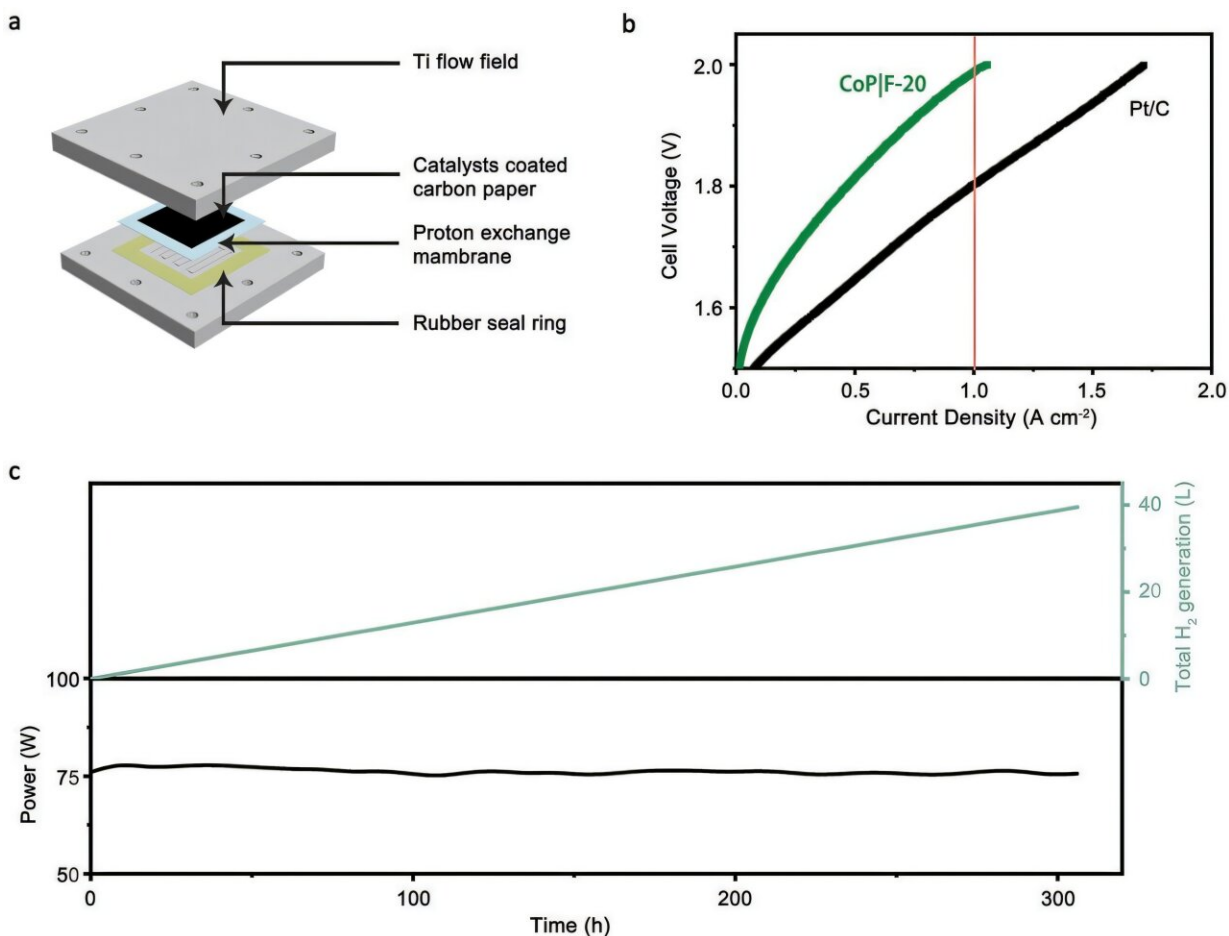 a
Ti flow field
Catalysts coated
carbon paper
Proton exchange
mambrane
Rubber seal ring
b
CoP|F-20
Pt/C
Cell Voltage (V)
2.0
1.8
1.6
0.0 0.5 1.0 1.5 2.0
Current Density (A cm⁻²)
c
Total H₂ generation (L)
40
20
0
Power (W)
100
75
50
0 100 200 300
Time (h)